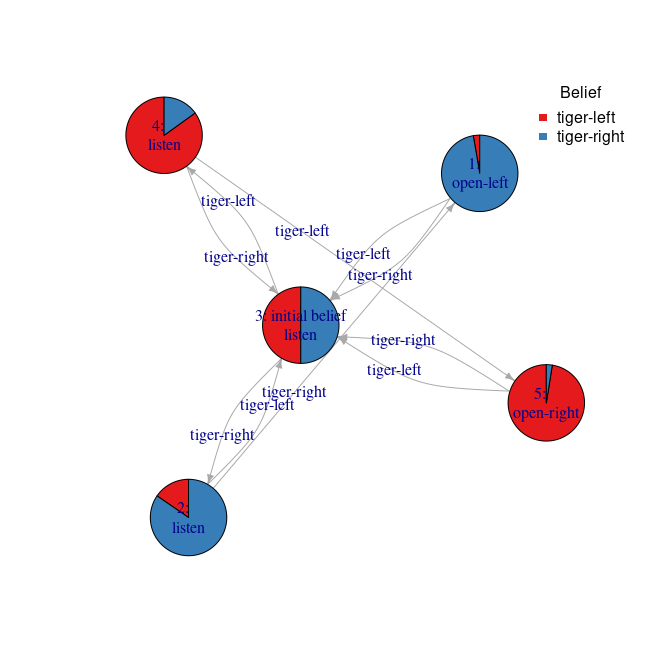 Belief
tiger-left
tiger-right
4:
listen
1:
open-left
tiger-left
tiger-left
tiger-left
tiger-right
tiger-right
3: initial belief
listen
tiger-right
tiger-left
5:
open-right
tiger-right
tiger-left
tiger-right
2:
listen